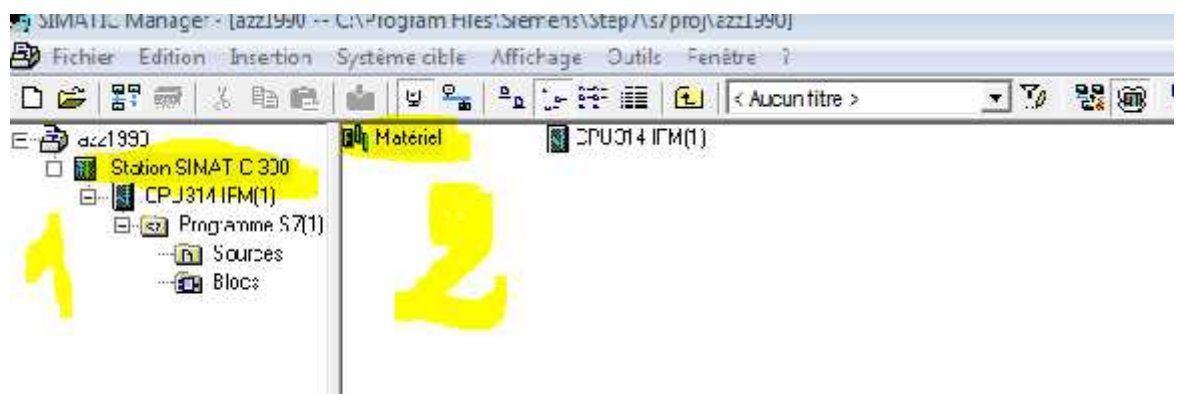 SIMATIC Manager - [azz1990 -- C:\Program Files\Siemens\Step7\s7proj\azz1990]
Fichier Edition Insertion Système cible Affichage Outils Fenêtre ?
< Aucun titre >
azz1990
Station SIMATIC 300
CPU314 IFM(1)
Programme S7(1)
Sources
Blocs
Matériel
CPU314 IFM(1)
1
2